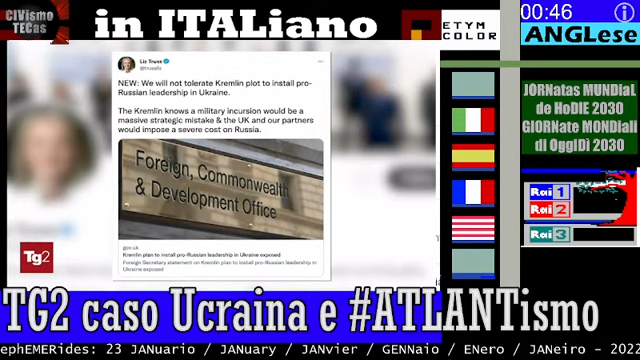 CIVismo
TECas
in ITALiano
ETYM
COLOR
00:46
ANGLese
Liz Truss
@trussliz
NEW: We will not tolerate Kremlin plot to install pro-
Russian leadership in Ukraine.
The Kremlin knows a military incursion would be a
massive strategic mistake & the UK and our partners
would impose a severe cost on Russia.
Foreign, Commonwealth
& Development Office
gov.uk
Kremlin plan to install pro-Russian leadership in Ukraine exposed
Foreign Secretary statement on Kremlin plan to install pro-Russian leadership in
Ukraine exposed
Tg2
JORNatas MUNDiaL
de HoDIE 2030
GIORNate MONDiali
di OggiDì 2030
Rai 1
Rai 2
Rai 3
TG2 caso Ucraina e #ATLANTismo
ephEMERides: 23 JANuario / JANuary / JANvier / GENNaio / ENero / JANeiro - 202